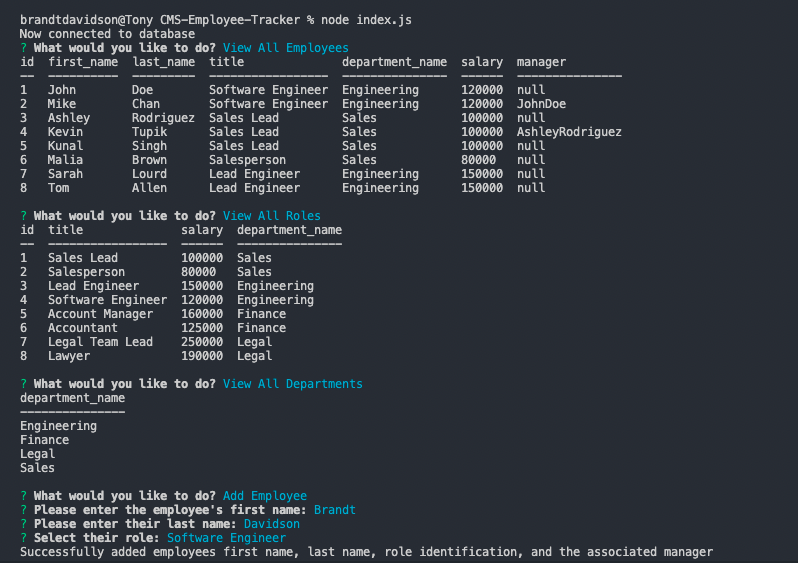 brandtdavidson@Tony CMS-Employee-Tracker % node index.js
Now connected to database
? What would you like to do? View All Employees
id  first_name  last_name  title              department_name  salary  manager
--  ----------  ---------  -----------------  ---------------  ------  ---------------
1   John        Doe        Software Engineer  Engineering      120000  null
2   Mike        Chan       Software Engineer  Engineering      120000  JohnDoe
3   Ashley      Rodriguez  Sales Lead         Sales            100000  null
4   Kevin       Tupik      Sales Lead         Sales            100000  AshleyRodriguez
5   Kunal       Singh      Sales Lead         Sales            100000  null
6   Malia       Brown      Salesperson        Sales            80000   null
7   Sarah       Lourd      Lead Engineer      Engineering      150000  null
8   Tom         Allen      Lead Engineer      Engineering      150000  null
? What would you like to do? View All Roles
id  title              salary  department_name
--  -----------------  ------  ---------------
1   Sales Lead         100000  Sales
2   Salesperson        80000   Sales
3   Lead Engineer      150000  Engineering
4   Software Engineer  120000  Engineering
5   Account Manager    160000  Finance
6   Accountant         125000  Finance
7   Legal Team Lead    250000  Legal
8   Lawyer             190000  Legal
? What would you like to do? View All Departments
department_name
---------------
Engineering
Finance
Legal
Sales
? What would you like to do? Add Employee
? Please enter the employee's first name: Brandt
? Please enter their last name: Davidson
? Select their role: Software Engineer
Successfully added employees first name, last name, role identification, and the associated manager